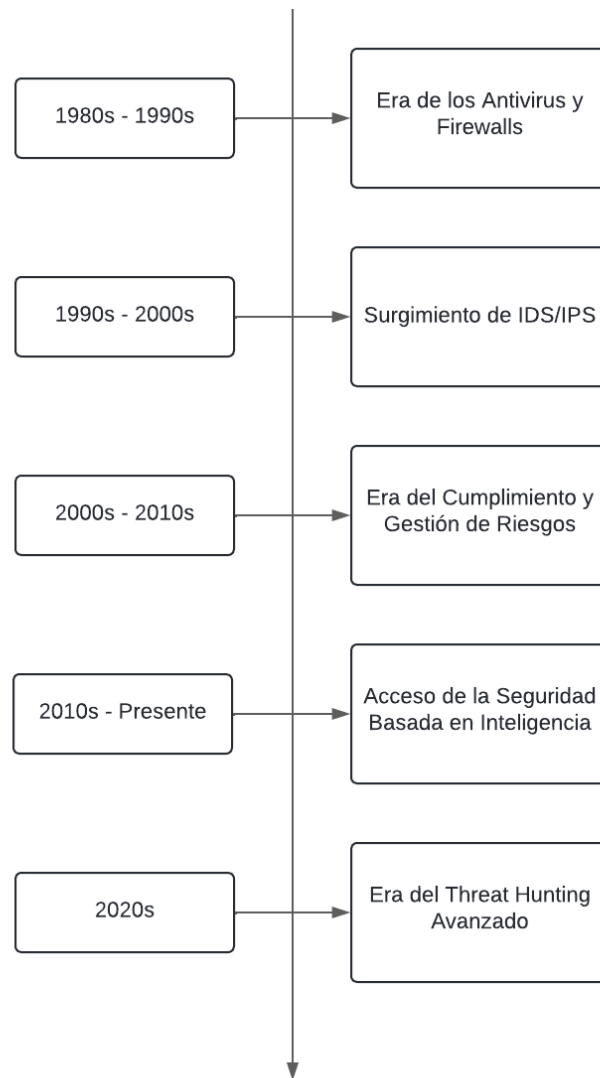 1980s - 1990s
Era de los Antivirus y
Firewalls
1990s - 2000s
Surgimiento de IDS/IPS
2000s - 2010s
Era del Cumplimiento y
Gestión de Riesgos
2010s - Presente
Acceso de la Seguridad
Basada en Inteligencia
2020s
Era del Threat Hunting
Avanzado